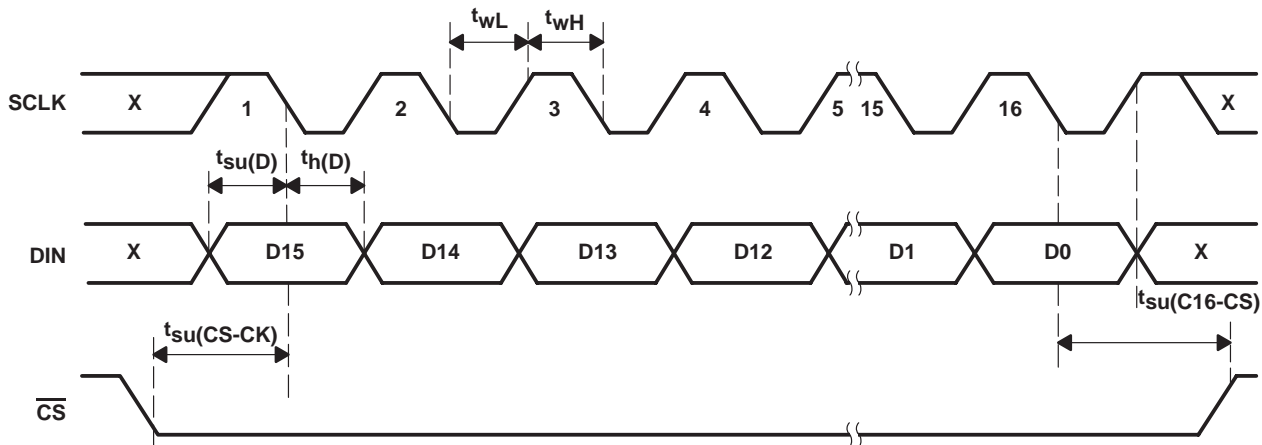 twL twH
SCLK X 1 2 3 4 5 15 16 X
tsu(D) th(D)
DIN X D15 D14 D13 D12 D1 D0 X
tsu(CS-CK) tsu(C16-CS)
CS